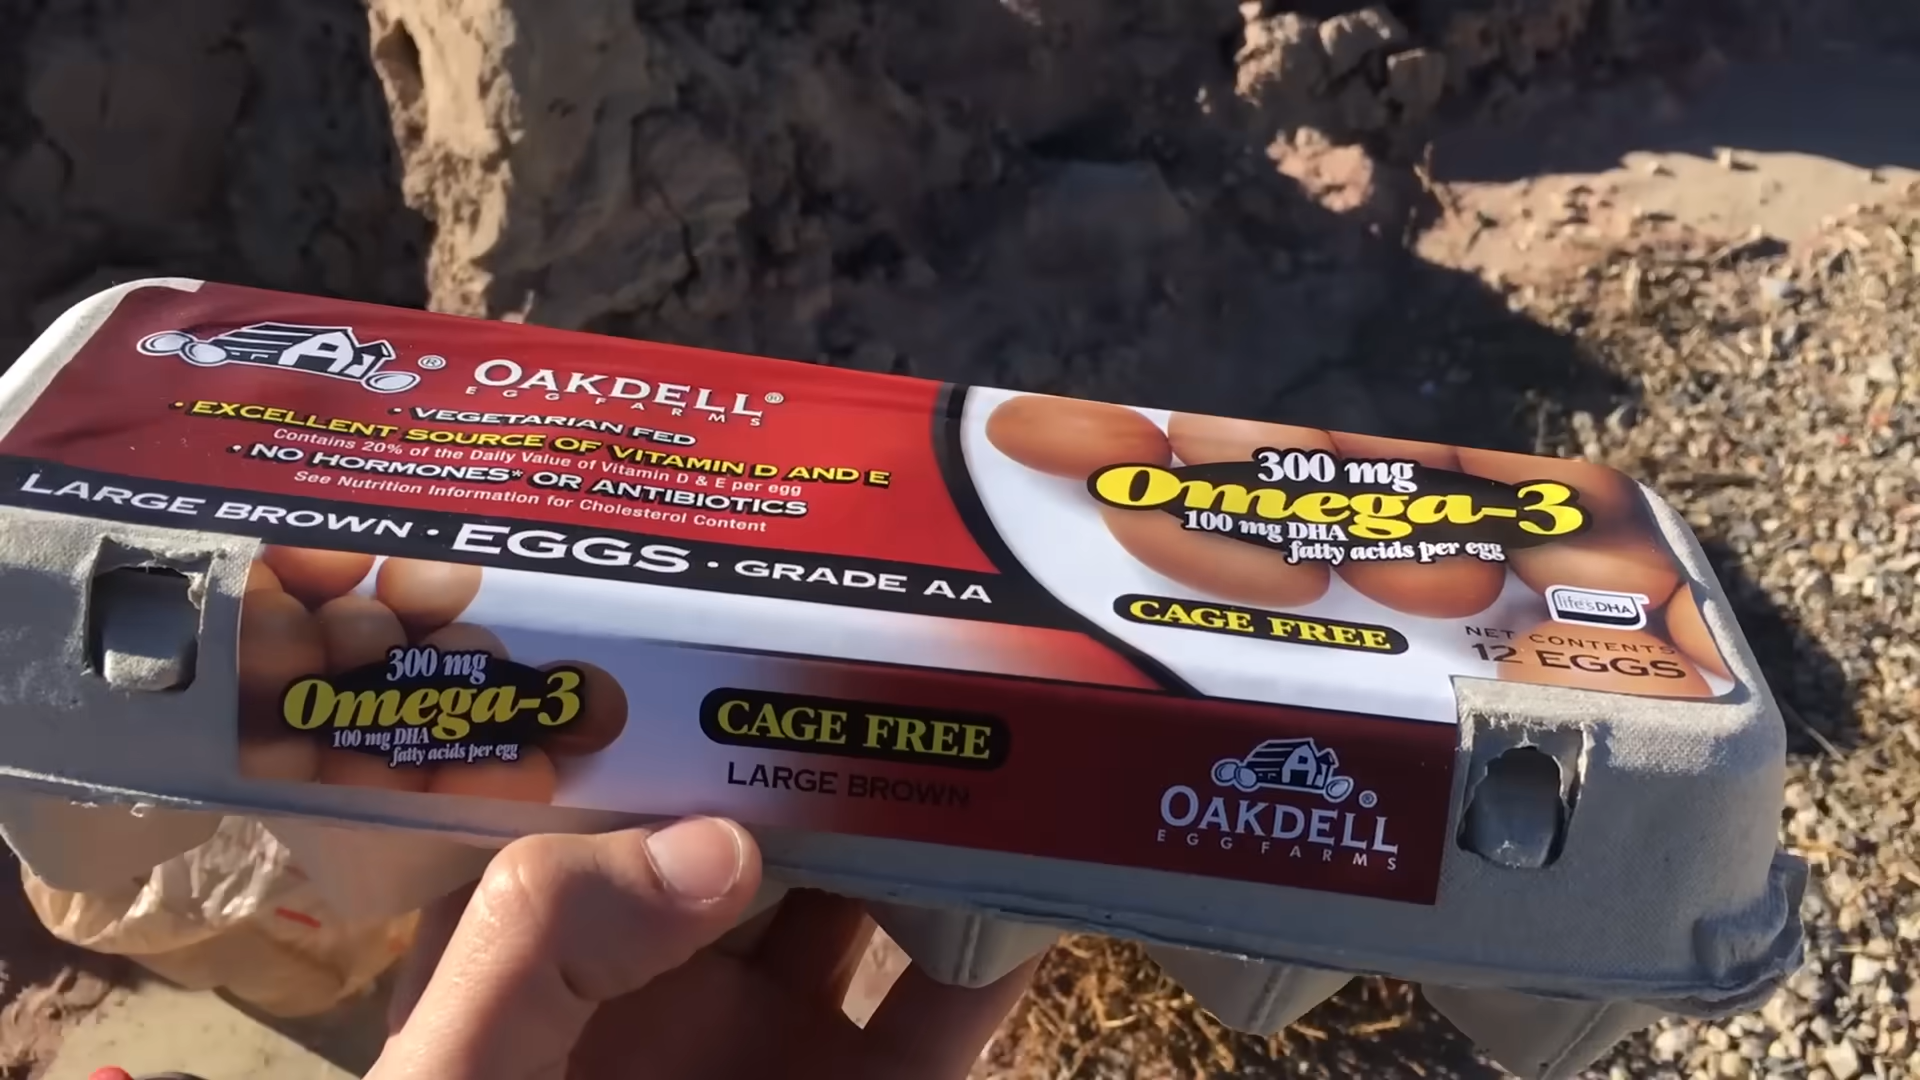 OAKDELL®
EGG FARMS
• VEGETARIAN FED
• EXCELLENT SOURCE OF VITAMIN D AND E
Contains 20% of the Daily Value of Vitamin D & E per egg
• NO HORMONES* OR ANTIBIOTICS
See Nutrition Information for Cholesterol Content
LARGE BROWN • EGGS • GRADE AA
300 mg
Omega-3
100 mg DHA
fatty acids per egg
CAGE FREE
life'sDHA
NET CONTENTS
12 EGGS
300 mg
Omega-3
100 mg DHA
fatty acids per egg
CAGE FREE
LARGE BROWN
OAKDELL®
EGG FARMS